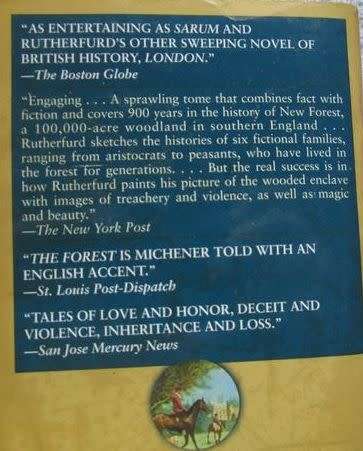 “AS ENTERTAINING AS SARUM AND
RUTHERFURD’S OTHER SWEEPING NOVEL OF
BRITISH HISTORY, LONDON.”
—The Boston Globe
“Engaging . . . A sprawling tome that combines fact with
fiction and covers 900 years in the history of New Forest,
a 100,000-acre woodland in southern England . . .
Rutherfurd sketches the histories of six fictional families,
ranging from aristocrats to peasants, who have lived in
the forest for generations. . . . But the real success is in
how Rutherfurd paints his picture of the wooded enclave
with images of treachery and violence, as well as magic
and beauty.”
—The New York Post
“THE FOREST IS MICHENER TOLD WITH AN
ENGLISH ACCENT.”
—St. Louis Post-Dispatch
“TALES OF LOVE AND HONOR, DECEIT AND
VIOLENCE, INHERITANCE AND LOSS.”
—San Jose Mercury News